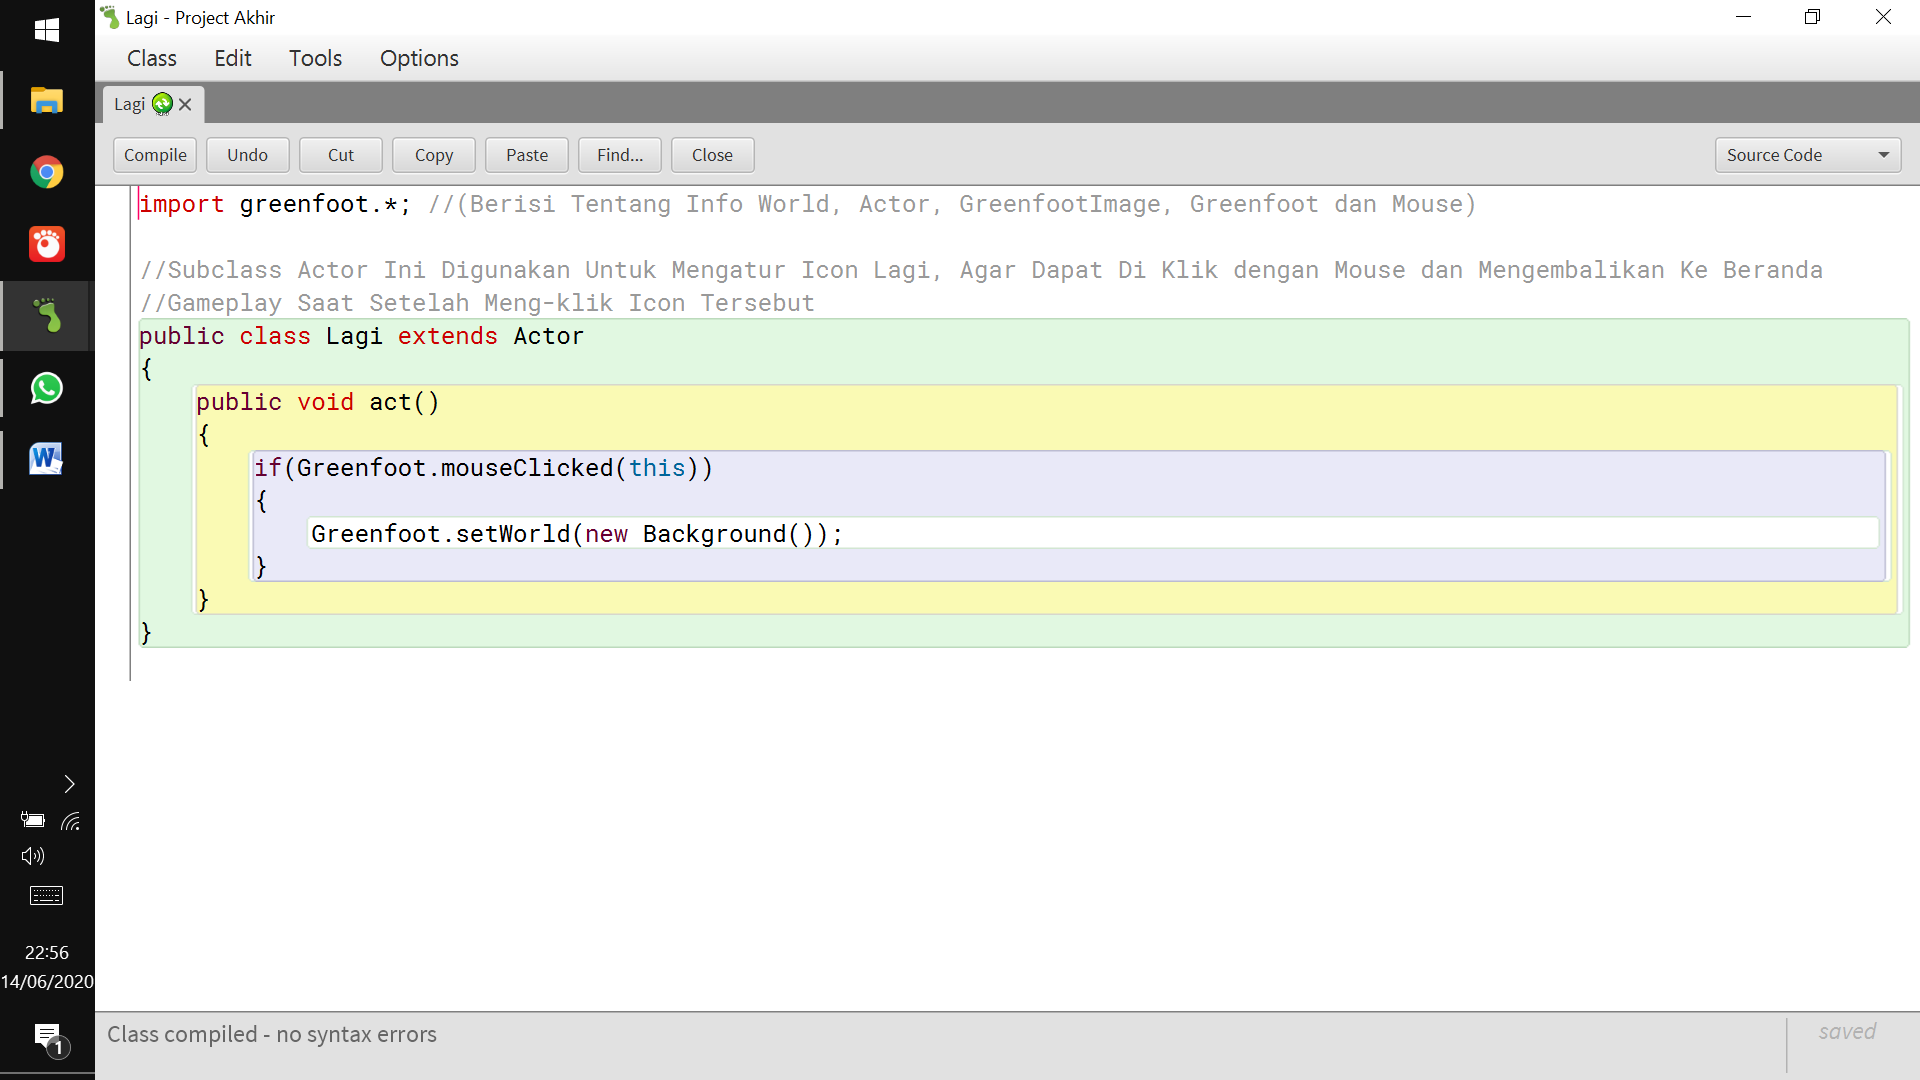 Lagi - Project Akhir
Class Edit Tools Options
Lagi
Compile Undo Cut Copy Paste Find... Close Source Code
import greenfoot.*; //(Berisi Tentang Info World, Actor, GreenfootImage, Greenfoot dan Mouse)
//Subclass Actor Ini Digunakan Untuk Mengatur Icon Lagi, Agar Dapat Di Klik dengan Mouse dan Mengembalikan Ke Beranda
//Gameplay Saat Setelah Meng-klik Icon Tersebut
public class Lagi extends Actor
{
public void act()
{
if(Greenfoot.mouseClicked(this))
{
Greenfoot.setWorld(new Background());
}
}
}
22:56
14/06/2020
1
Class compiled - no syntax errors
saved